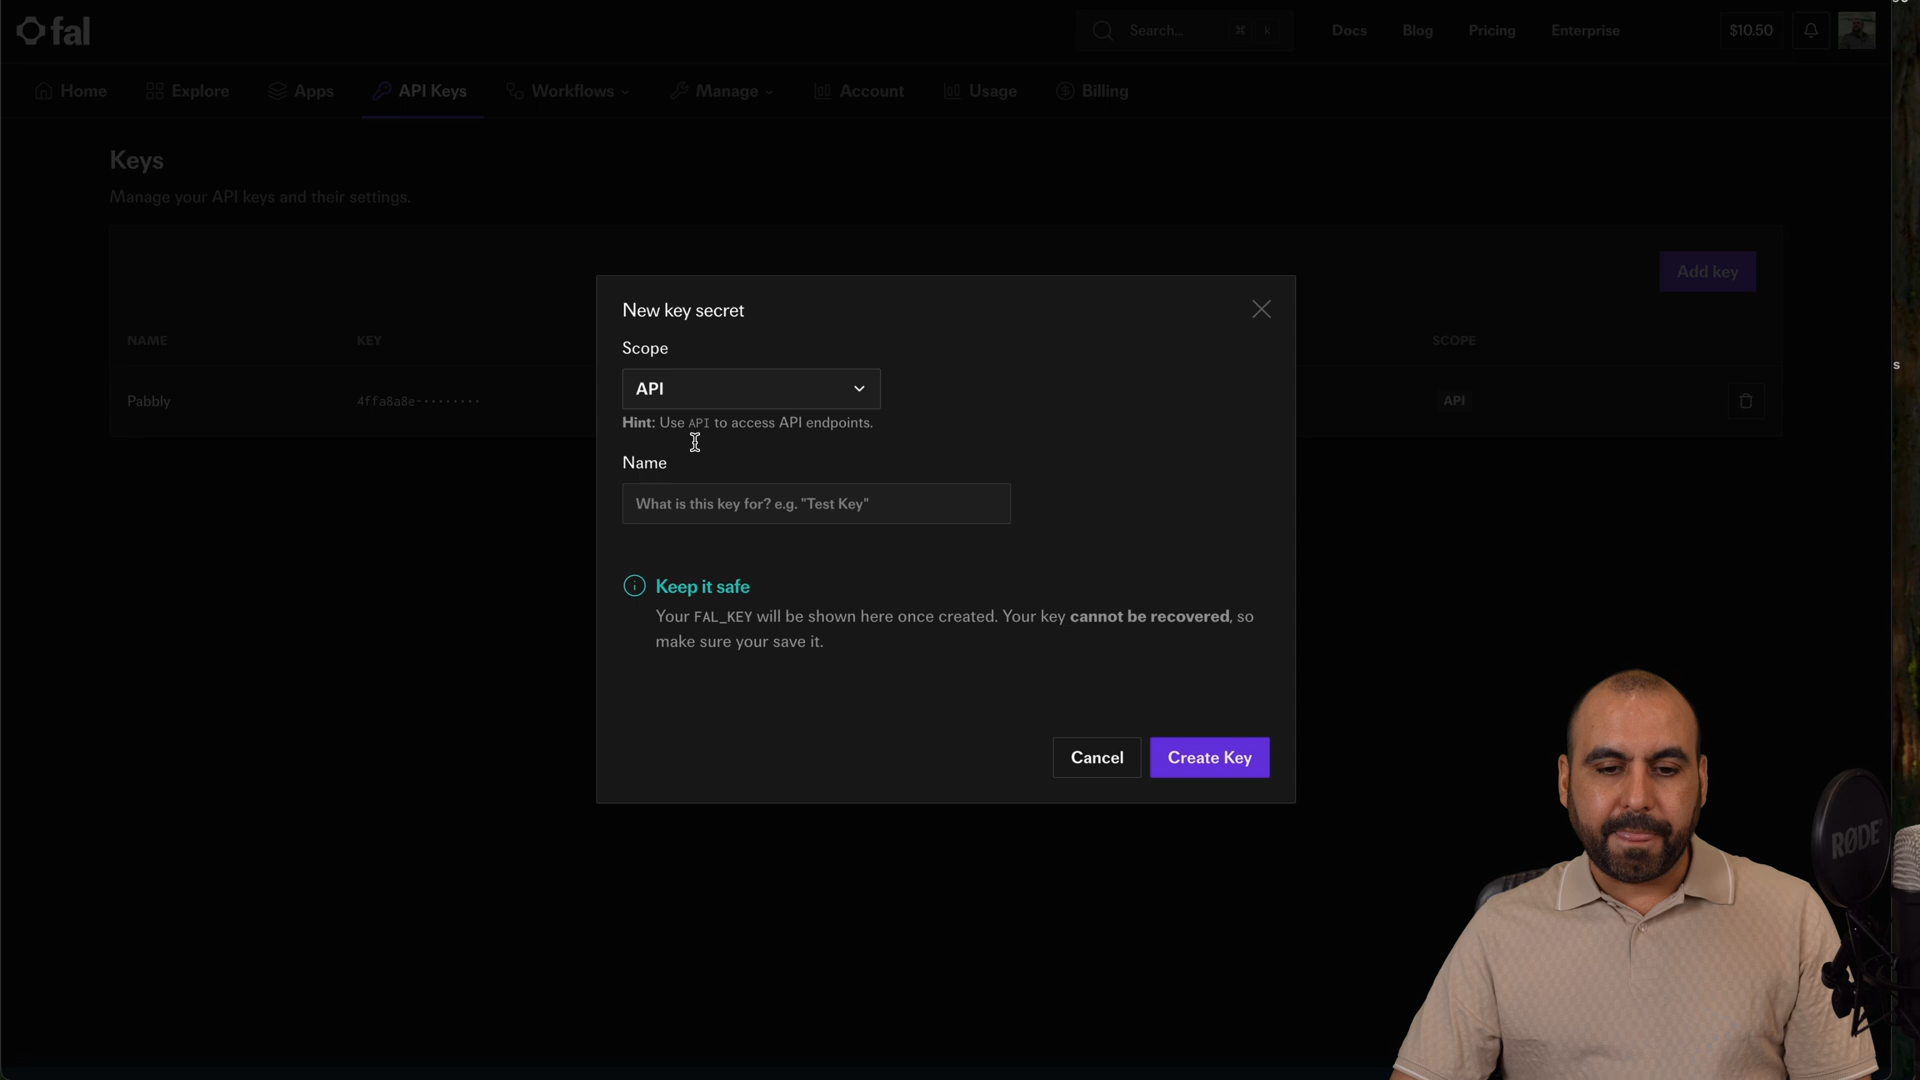 fal
Search... ⌘ k
Docs
Blog
Pricing
Enterprise
$10.50
Home
Explore
Apps
API Keys
Workflows
Manage
Account
Usage
Billing
Keys
Manage your API keys and their settings.
Add key
NAME KEY SCOPE
Pabbly 4ffa8a8e-········ API
New key secret
Scope
API
Hint: Use API to access API endpoints.
Name
What is this key for? e.g. "Test Key"
Keep it safe
Your FAL_KEY will be shown here once created. Your key cannot be recovered, so
make sure your save it.
Cancel
Create Key
s
RØDE